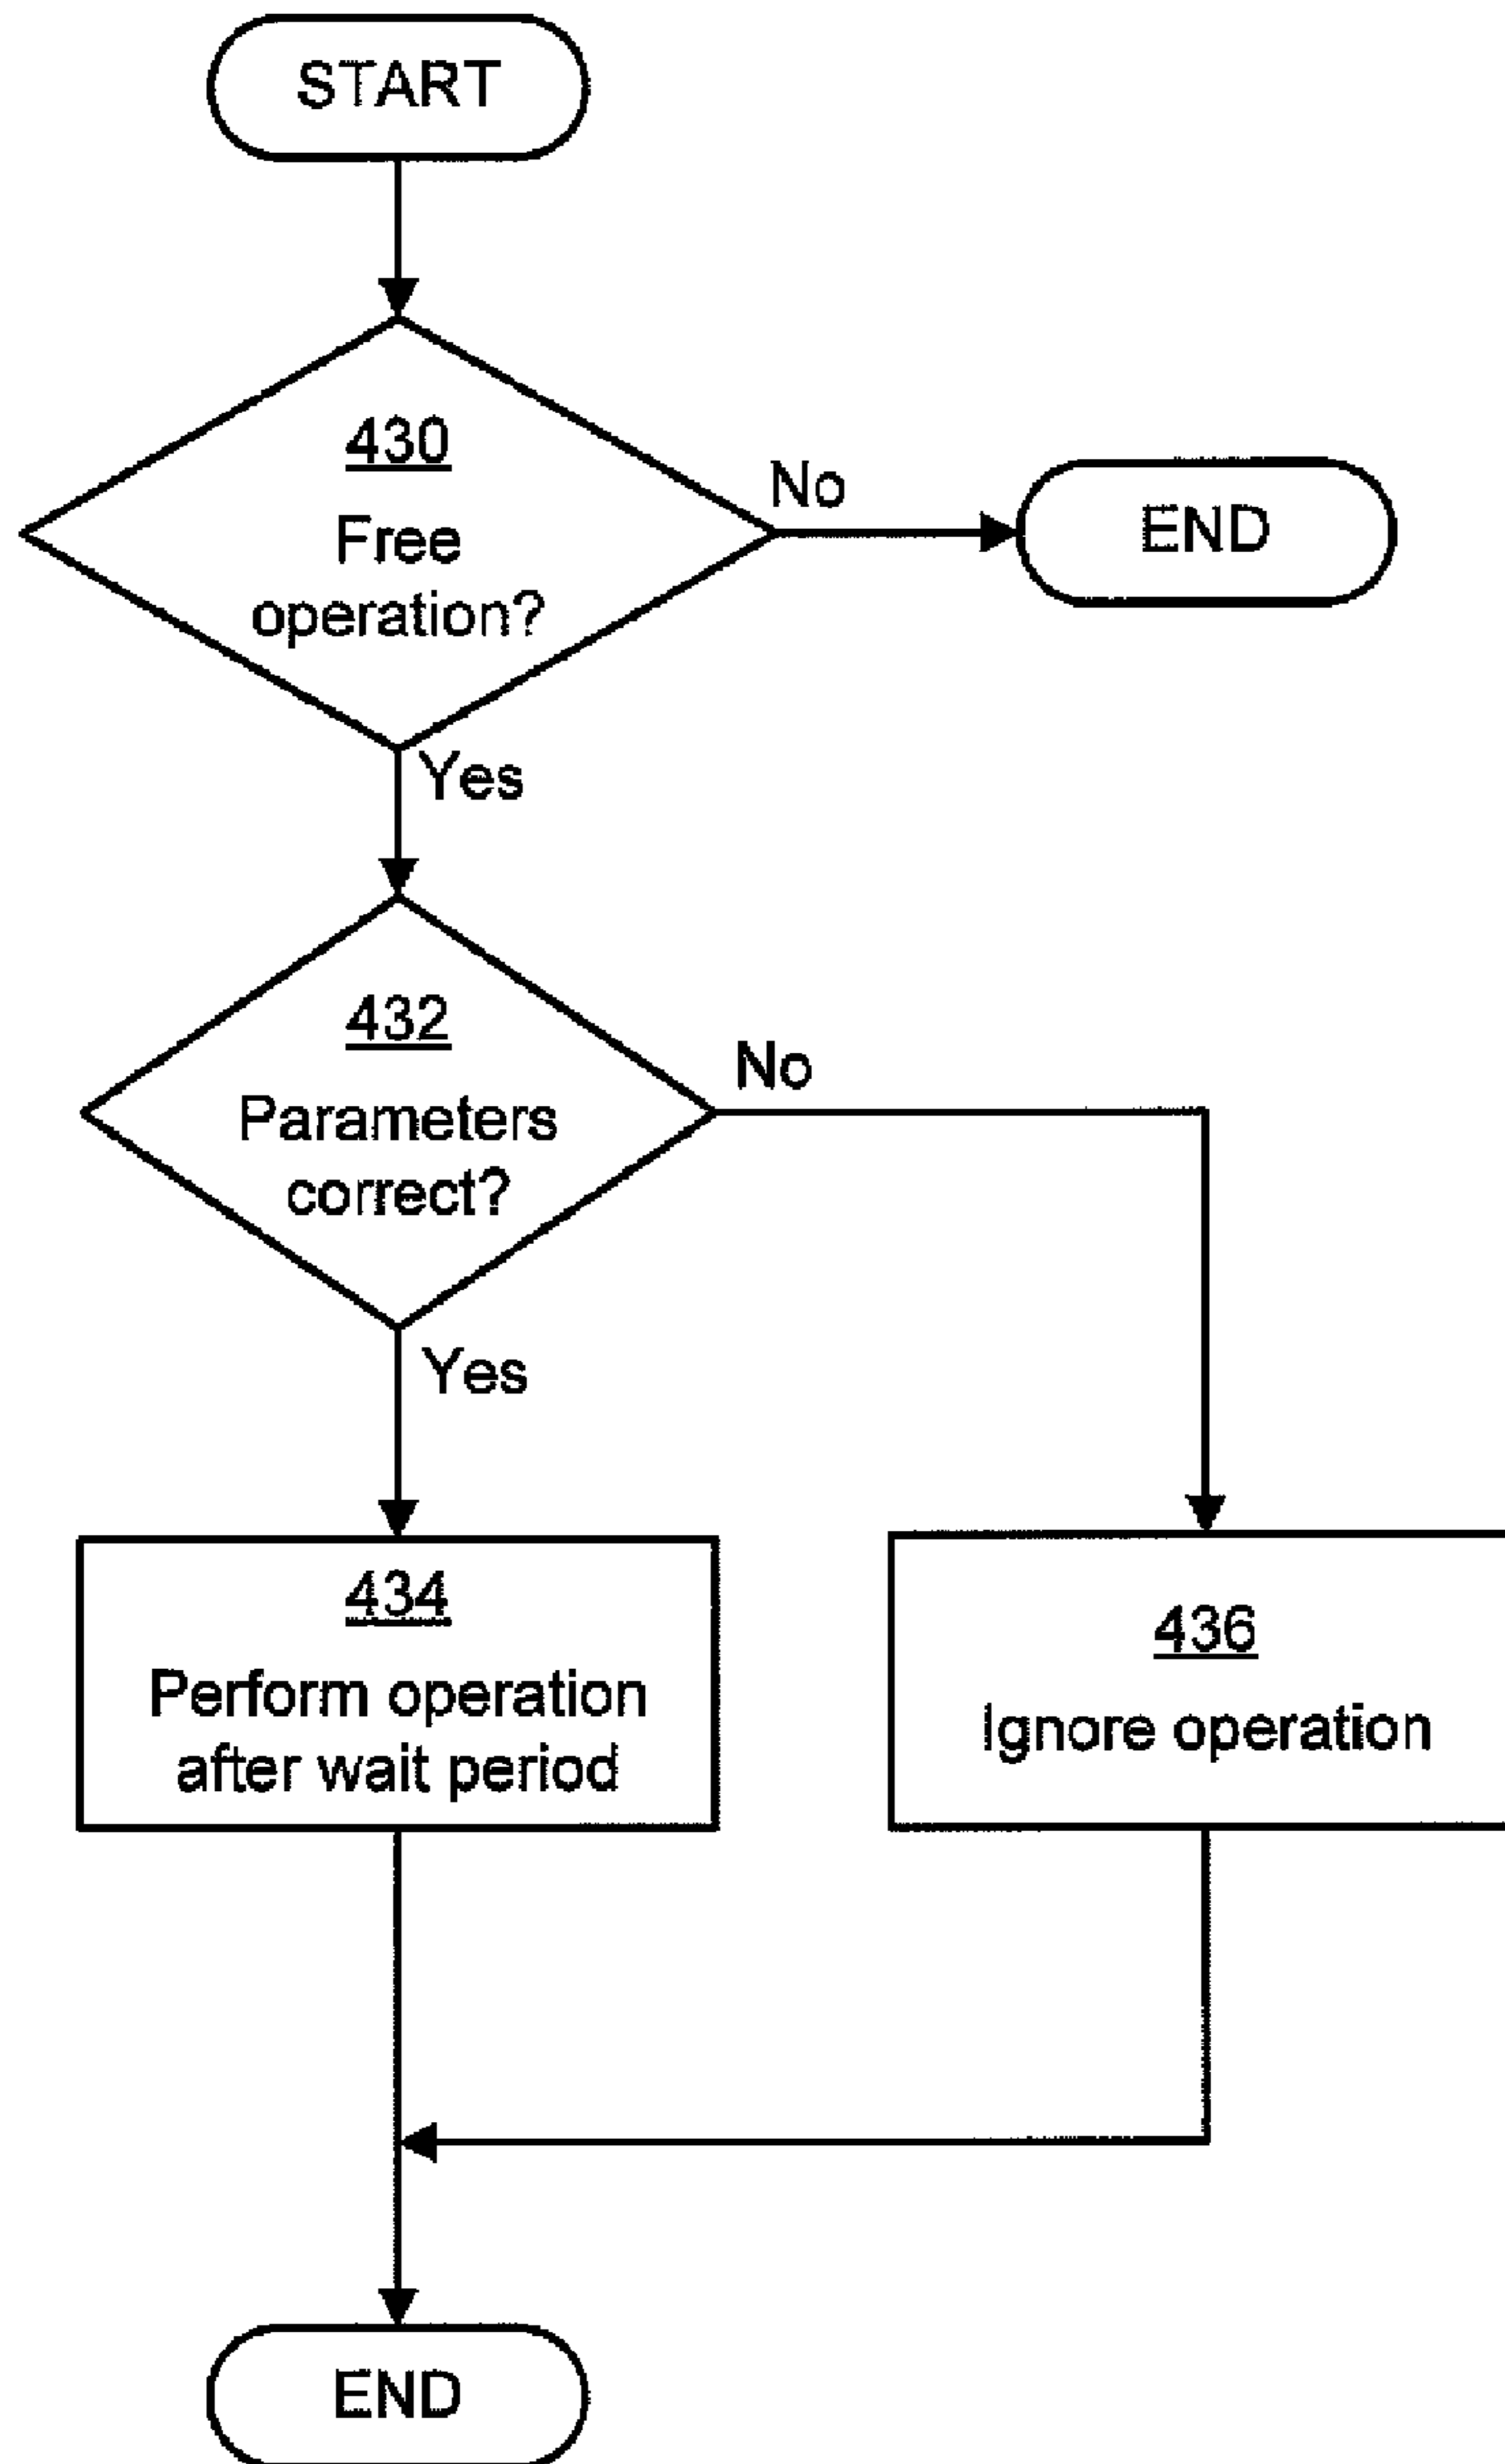 START
430
Free
operation?
No
END
Yes
432
Parameters
correct?
No
Yes
434
Perform operation
after wait period
436
Ignore operation
END